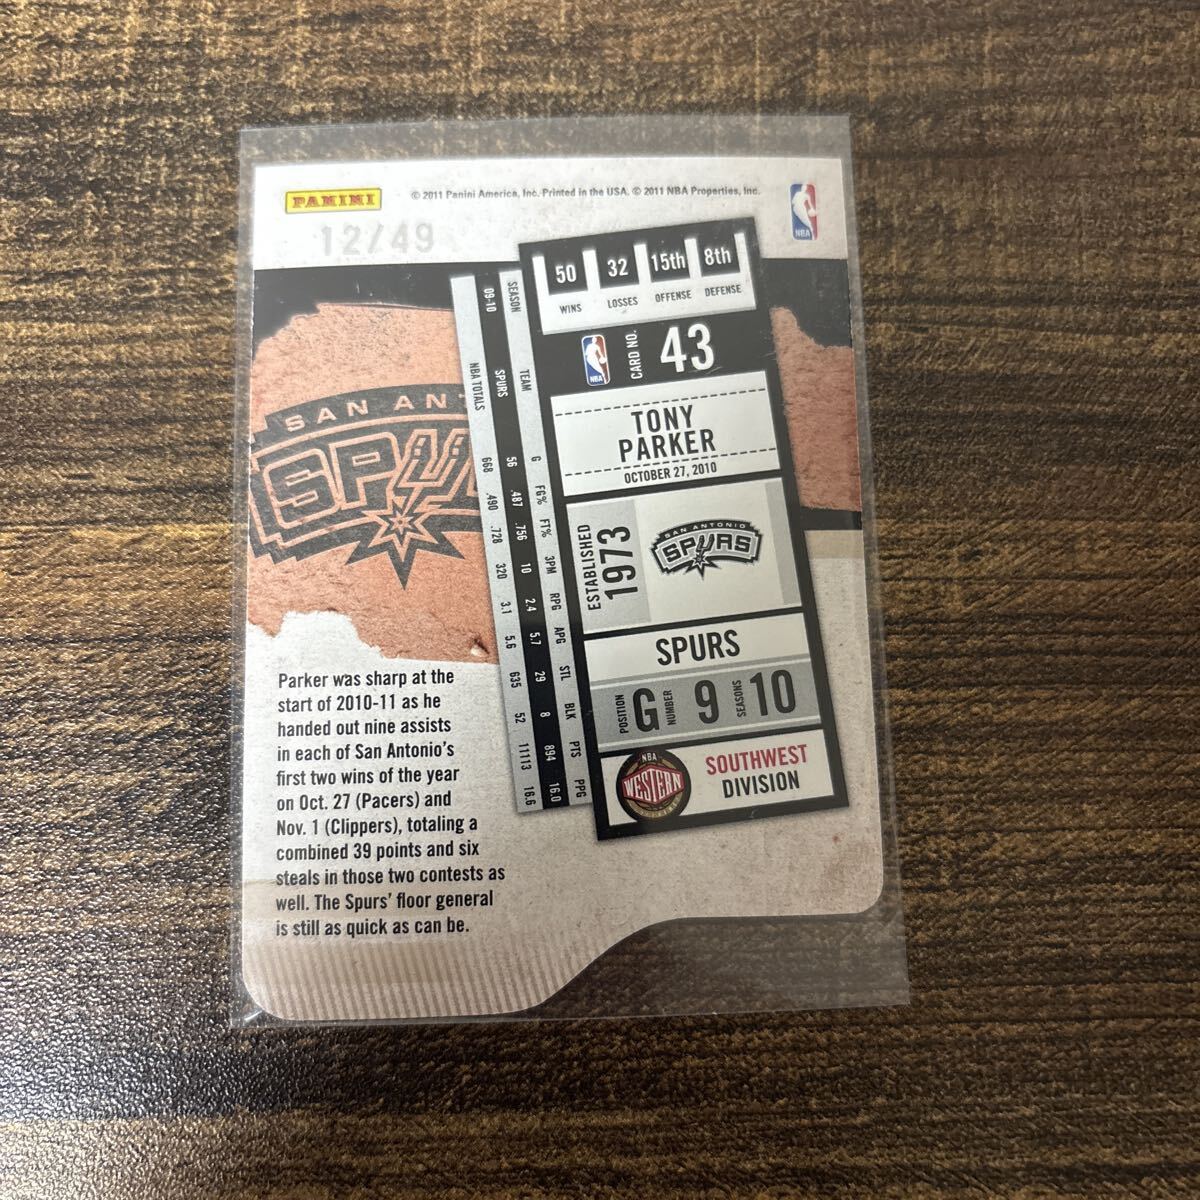 PANINI
© 2011 Panini America, Inc. Printed in the USA. © 2011 NBA Properties, Inc.
NBA
12/49
50 32 15th 8th
WINS LOSSES OFFENSE DEFENSE
NBA
CARD NO. 43
TONY
PARKER
OCTOBER 27, 2010
ESTABLISHED
1973
SAN ANTONIO
SPURS
SPURS
POSITION G NUMBER 9 SEASONS 10
NBA
WESTERN
SOUTHWEST
DIVISION
SEASON TEAM G FG% FT% 3PM RPG APG STL BLK PTS PPG
09-10 SPURS 56 .487 .756 10 2.4 5.7 29 8 894 16.0
NBA TOTALS 668 .490 .728 320 3.1 5.6 635 52 11113 16.6
SAN ANT
SPU
Parker was sharp at the
start of 2010-11 as he
handed out nine assists
in each of San Antonio's
first two wins of the year
on Oct. 27 (Pacers) and
Nov. 1 (Clippers), totaling a
combined 39 points and six
steals in those two contests as
well. The Spurs' floor general
is still as quick as can be.